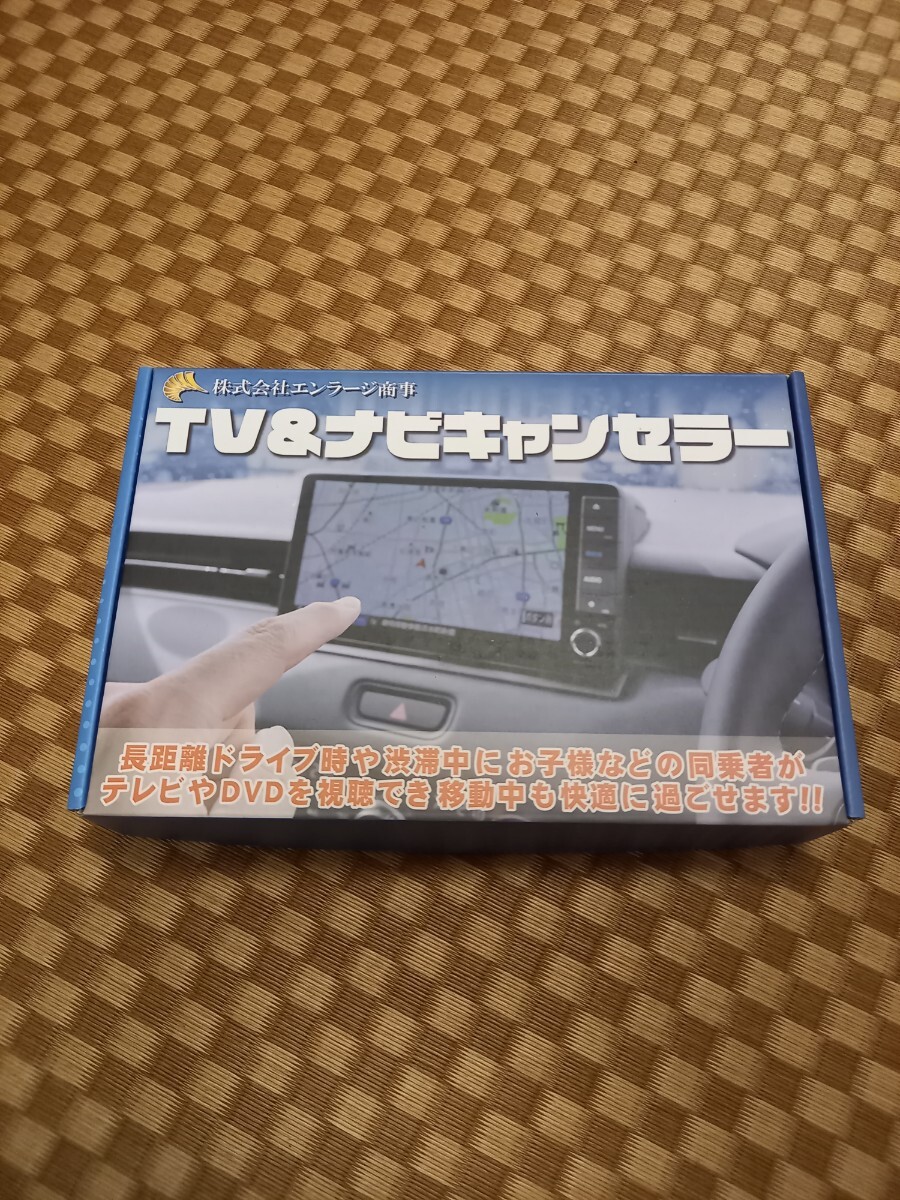 株式会社エンラージ商事
TV&ナビキャンセラー
MENU
AUDIO
長距離ドライブ時や渋滞中にお子様などの同乗者が
テレビやDVDを視聴でき移動中も快適に過ごせます!!